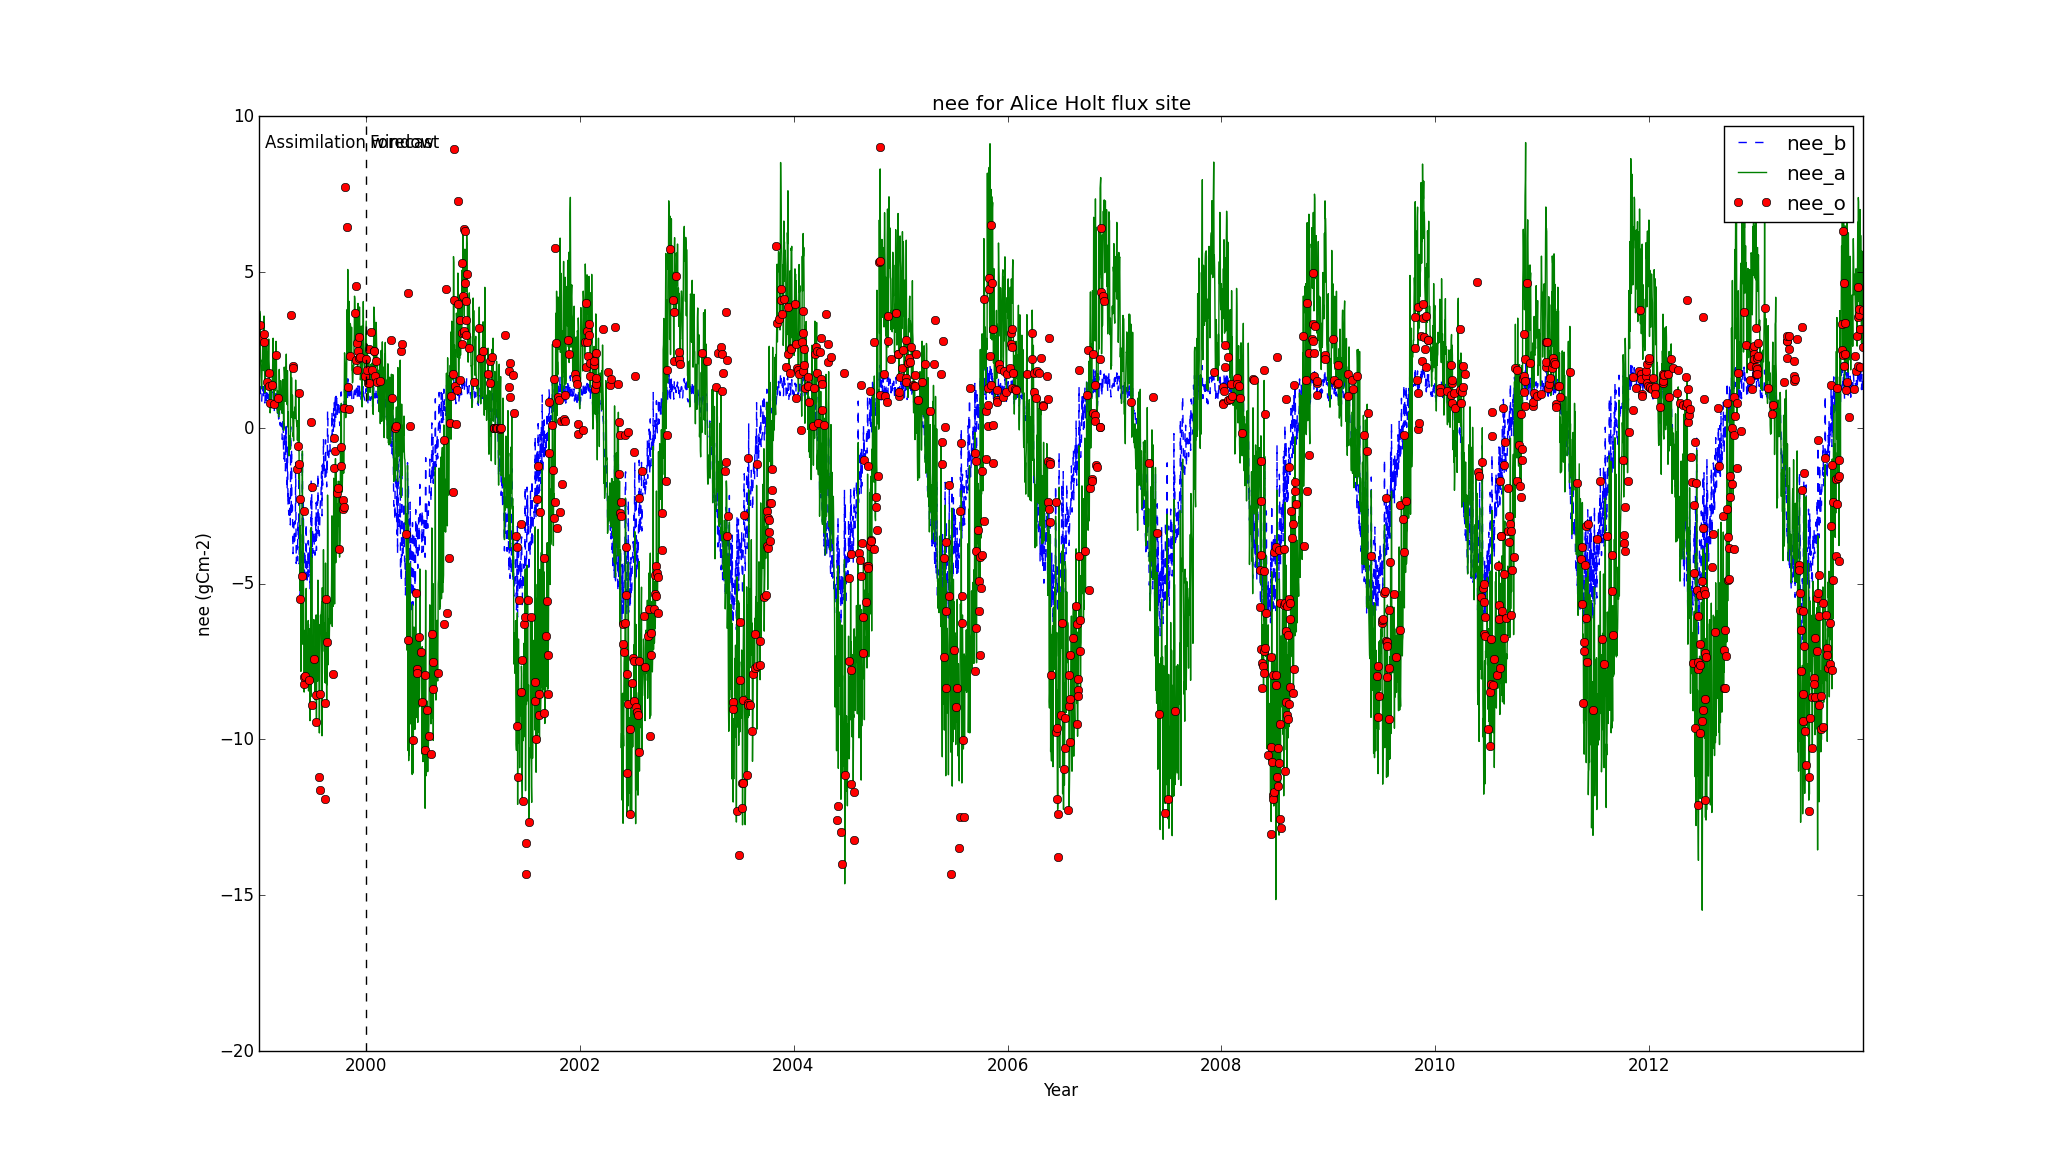 nee for Alice Holt flux site
Assimilation window
Forecast
nee_b
nee_a
nee_o
10
5
0
−5
−10
−15
−20
nee (gCm-2)
2000 2002 2004 2006 2008 2010 2012
Year